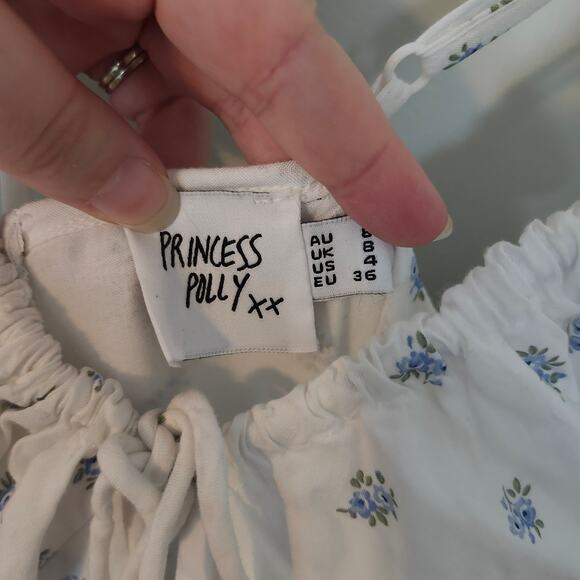 PRINCESS
POLLY xx
AU 8
UK 8
US 4
EU 36